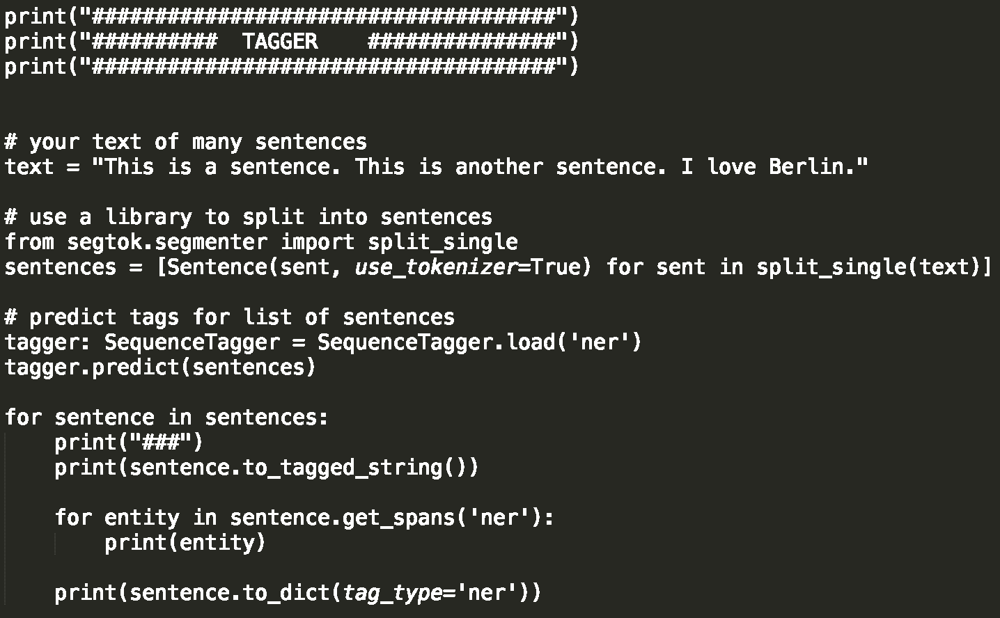 print("#####################################")
print("##########  TAGGER    ###############")
print("#####################################")
# your text of many sentences
text = "This is a sentence. This is another sentence. I love Berlin."
# use a library to split into sentences
from segtok.segmenter import split_single
sentences = [Sentence(sent, use_tokenizer=True) for sent in split_single(text)]
# predict tags for list of sentences
tagger: SequenceTagger = SequenceTagger.load('ner')
tagger.predict(sentences)
for sentence in sentences:
    print("###")
    print(sentence.to_tagged_string())
    for entity in sentence.get_spans('ner'):
        print(entity)
    print(sentence.to_dict(tag_type='ner'))